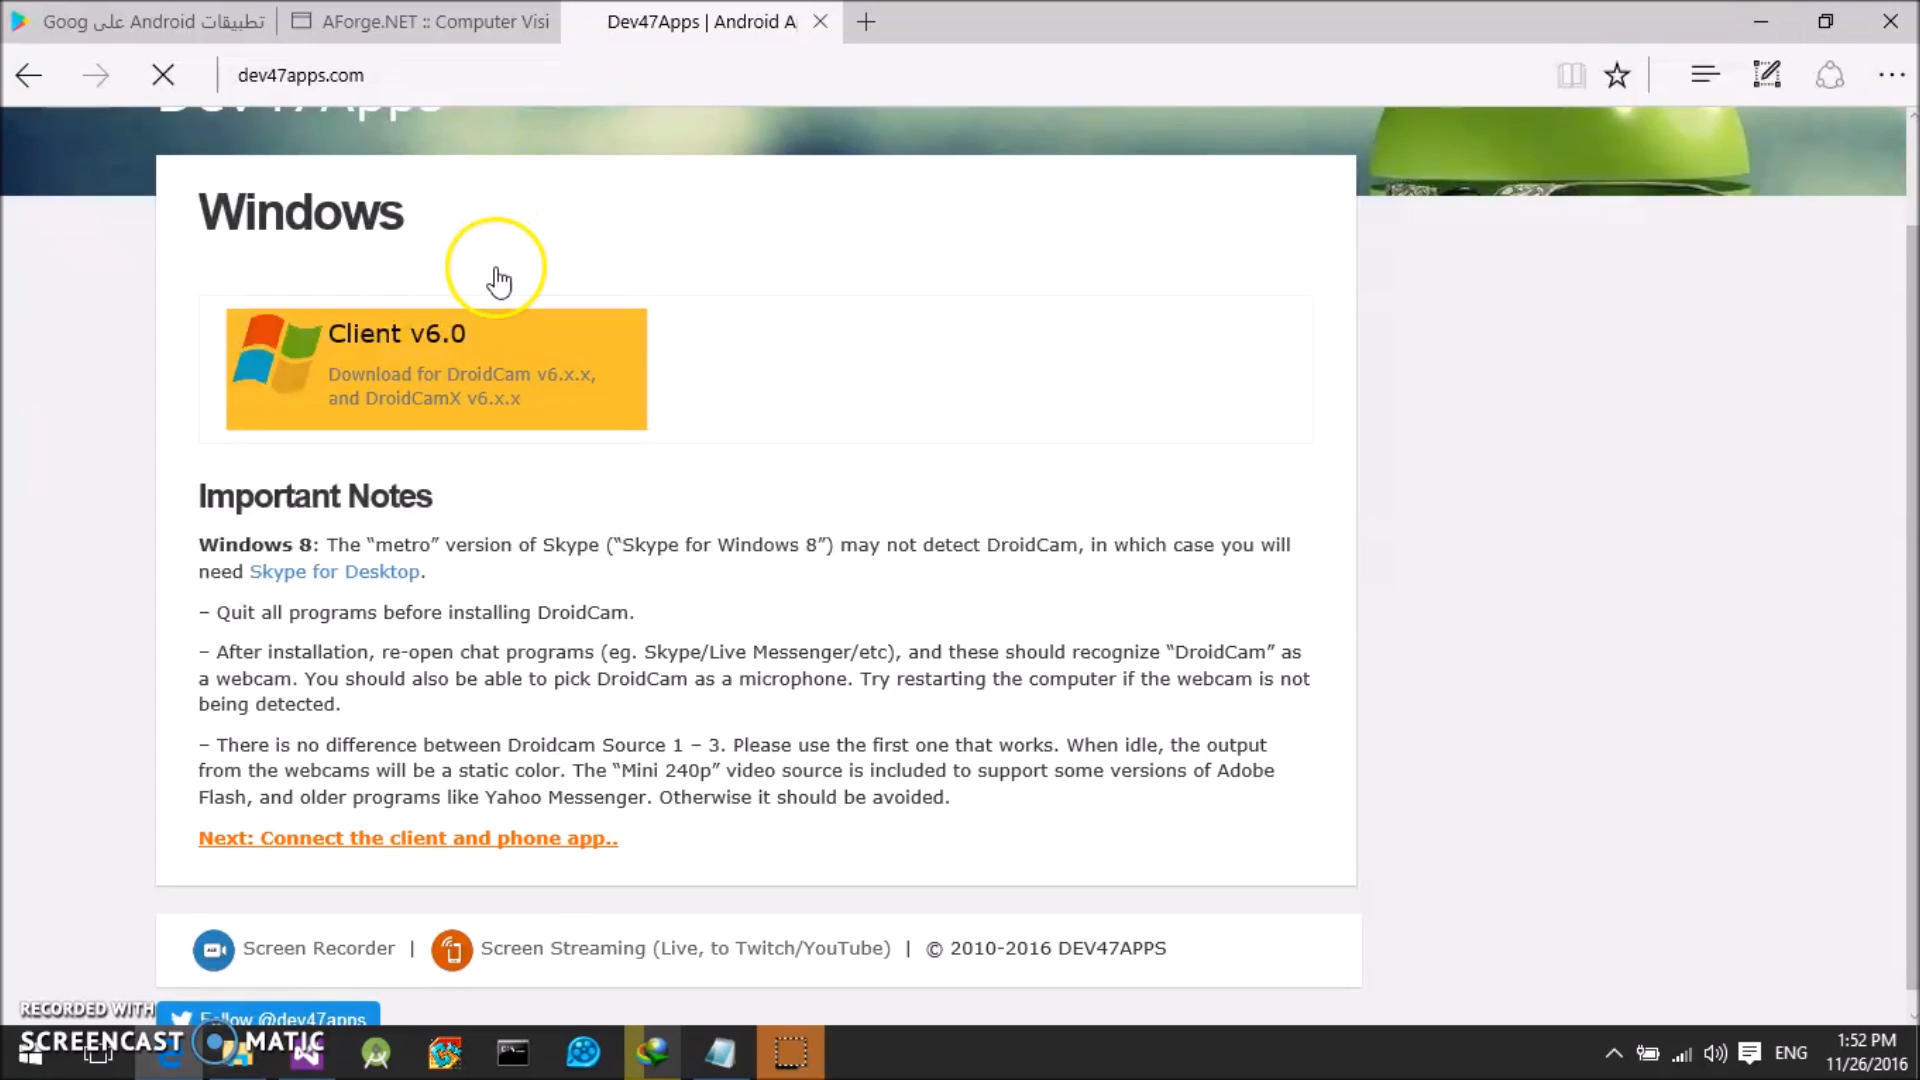 تطبيقات Android على Goog
AForge.NET :: Computer Visi
Dev47Apps | Android A
dev47apps.com
Dev47Apps
Windows
Client v6.0
Download for DroidCam v6.x.x,
and DroidCamX v6.x.x
Important Notes
Windows 8: The “metro” version of Skype (“Skype for Windows 8”) may not detect DroidCam, in which case you will
need Skype for Desktop.
– Quit all programs before installing DroidCam.
– After installation, re-open chat programs (eg. Skype/Live Messenger/etc), and these should recognize “DroidCam” as
a webcam. You should also be able to pick DroidCam as a microphone. Try restarting the computer if the webcam is not
being detected.
– There is no difference between Droidcam Source 1 – 3. Please use the first one that works. When idle, the output
from the webcams will be a static color. The “Mini 240p” video source is included to support some versions of Adobe
Flash, and older programs like Yahoo Messenger. Otherwise it should be avoided.
Next: Connect the client and phone app..
Screen Recorder | Screen Streaming (Live, to Twitch/YouTube) | © 2010-2016 DEV47APPS
Follow @dev47apps
RECORDED WITH
SCREENCAST MATIC
ENG
1:52 PM
11/26/2016